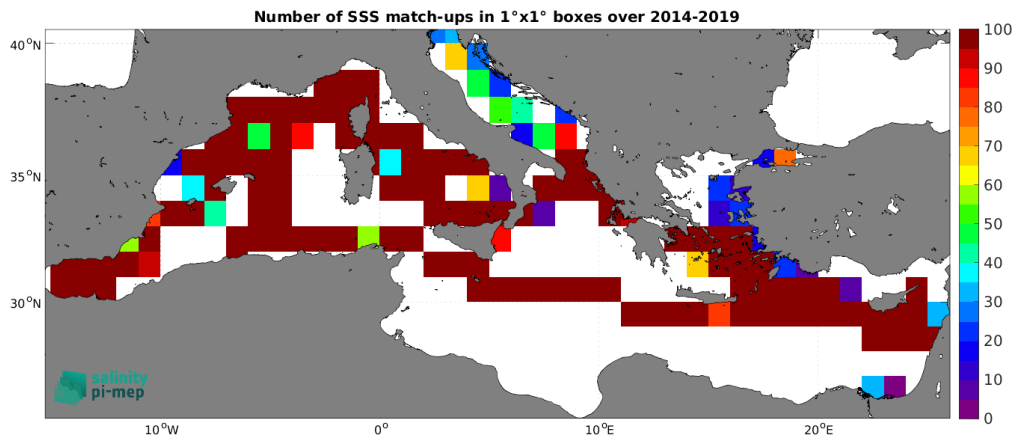 Number of SSS match-ups in 1°x1° boxes over 2014-2019
40°N
35°N
30°N
10°W
0°
10°E
20°E
100
90
80
70
60
50
40
30
20
10
0
salinity
pi-mep